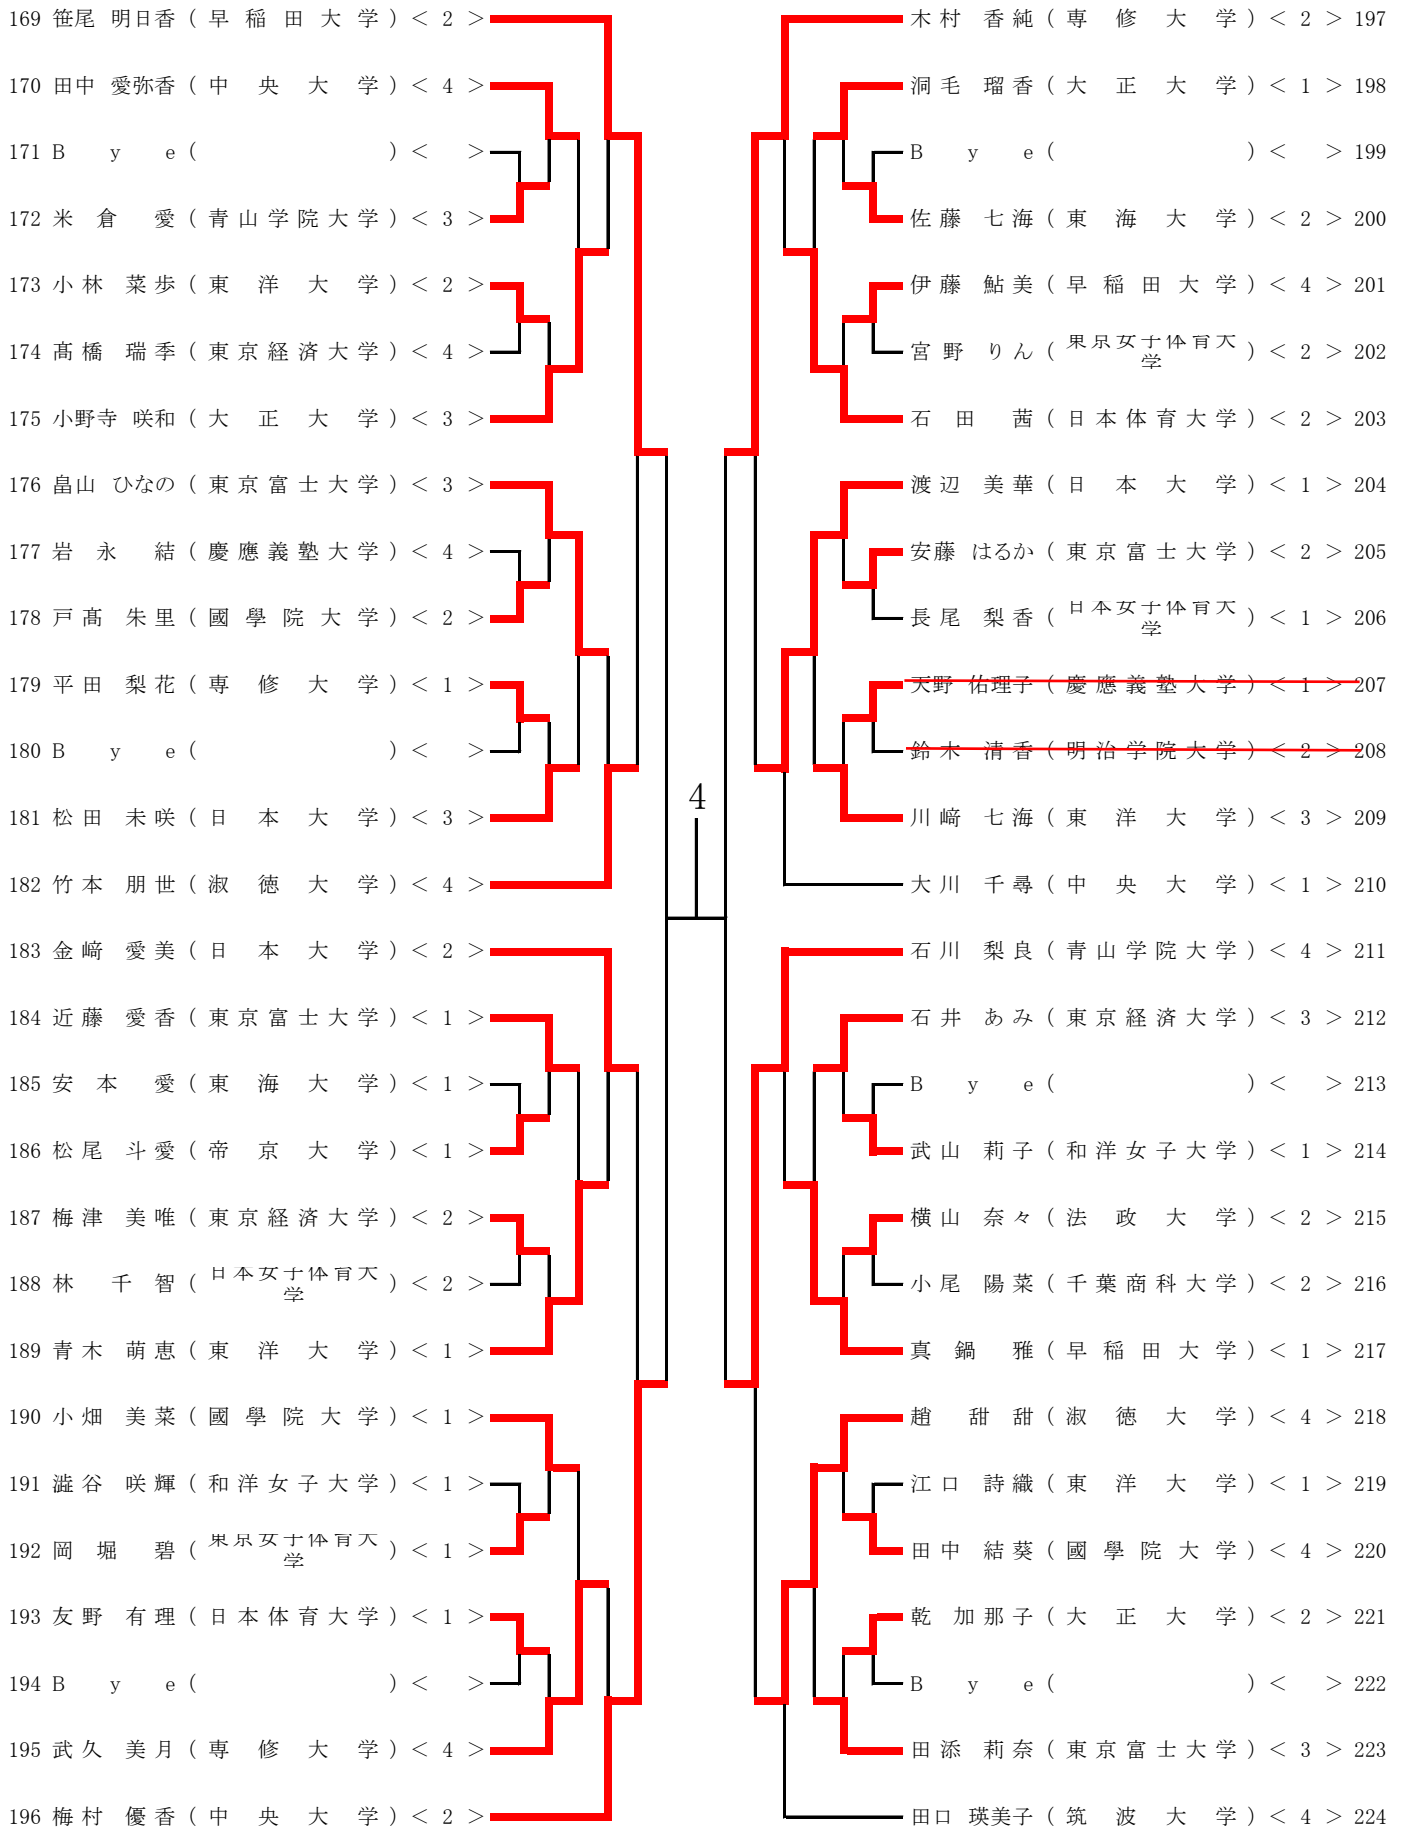 169 笹尾 明日香 ( 早 稲 田 大 学 ) < 2 >
170 田中 愛弥香 ( 中 央 大 学 ) < 4 >
171 B y e ( ) < >
172 米 倉 愛 ( 青 山 学 院 大 学 ) < 3 >
173 小 林 菜 歩 ( 東 洋 大 学 ) < 2 >
174 髙 橋 瑞 季 ( 東 京 経 済 大 学 ) < 4 >
175 小野寺 咲和 ( 大 正 大 学 ) < 3 >
176 畠山 ひなの ( 東 京 富 士 大 学 ) < 3 >
177 岩 永 結 ( 慶 應 義 塾 大 学 ) < 4 >
178 戸 髙 朱 里 ( 國 學 院 大 学 ) < 2 >
179 平 田 梨 花 ( 専 修 大 学 ) < 1 >
180 B y e ( ) < >
181 松 田 未 咲 ( 日 本 大 学 ) < 3 >
182 竹 本 朋 世 ( 淑 徳 大 学 ) < 4 >
183 金 﨑 愛 美 ( 日 本 大 学 ) < 2 >
184 近 藤 愛 香 ( 東 京 富 士 大 学 ) < 1 >
185 安 本 愛 ( 東 海 大 学 ) < 1 >
186 松 尾 斗 愛 ( 帝 京 大 学 ) < 1 >
187 梅 津 美 唯 ( 東 京 経 済 大 学 ) < 2 >
188 林 千 智 ( 日 本 女 子 体 育 大 学 ) < 2 >
189 青 木 萌 恵 ( 東 洋 大 学 ) < 1 >
190 小 畑 美 菜 ( 國 學 院 大 学 ) < 1 >
191 澁 谷 咲 輝 ( 和 洋 女 子 大 学 ) < 1 >
192 岡 堀 碧 ( 東 京 女 子 体 育 大 学 ) < 1 >
193 友 野 有 理 ( 日 本 体 育 大 学 ) < 1 >
194 B y e ( ) < >
195 武 久 美 月 ( 専 修 大 学 ) < 4 >
196 梅 村 優 香 ( 中 央 大 学 ) < 2 >
4
木 村 香 純 ( 専 修 大 学 ) < 2 > 197
洞 毛 瑠 香 ( 大 正 大 学 ) < 1 > 198
B y e ( ) < > 199
佐 藤 七 海 ( 東 海 大 学 ) < 2 > 200
伊 藤 鮎 美 ( 早 稲 田 大 学 ) < 4 > 201
宮 野 りん ( 東 京 女 子 体 育 大 学 ) < 2 > 202
石 田 茜 ( 日 本 体 育 大 学 ) < 2 > 203
渡 辺 美 華 ( 日 本 大 学 ) < 1 > 204
安藤 はるか ( 東 京 富 士 大 学 ) < 2 > 205
長 尾 梨 香 ( 日 本 女 子 体 育 大 学 ) < 1 > 206
天野 佑理子 ( 慶 應 義 塾 大 学 ) < 1 > 207
鈴 木 清 香 ( 明 治 学 院 大 学 ) < 2 > 208
川 﨑 七 海 ( 東 洋 大 学 ) < 3 > 209
大 川 千 尋 ( 中 央 大 学 ) < 1 > 210
石 川 梨 良 ( 青 山 学 院 大 学 ) < 4 > 211
石 井 あ み ( 東 京 経 済 大 学 ) < 3 > 212
B y e ( ) < > 213
武 山 莉 子 ( 和 洋 女 子 大 学 ) < 1 > 214
横 山 奈 々 ( 法 政 大 学 ) < 2 > 215
小 尾 陽 菜 ( 千 葉 商 科 大 学 ) < 2 > 216
真 鍋 雅 ( 早 稲 田 大 学 ) < 1 > 217
趙 甜 甜 ( 淑 徳 大 学 ) < 4 > 218
江 口 詩 織 ( 東 洋 大 学 ) < 1 > 219
田 中 結 葵 ( 國 學 院 大 学 ) < 4 > 220
乾 加 那 子 ( 大 正 大 学 ) < 2 > 221
B y e ( ) < > 222
田 添 莉 奈 ( 東 京 富 士 大 学 ) < 3 > 223
田口 瑛美子 ( 筑 波 大 学 ) < 4 > 224